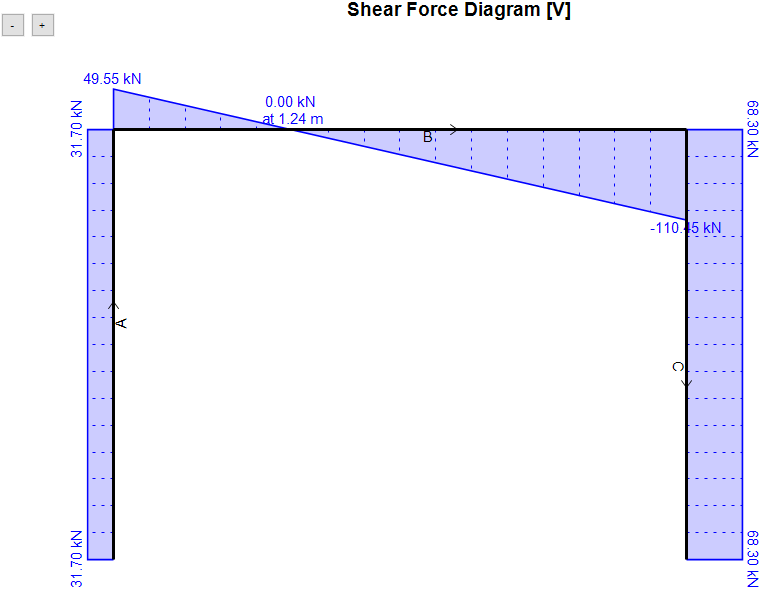 Shear Force Diagram [V]
-
+
49.55 kN
0.00 kN
at 1.24 m
31.70 kN
68.30 kN
B
-110.45 kN
A
C
31.70 kN
68.30 kN